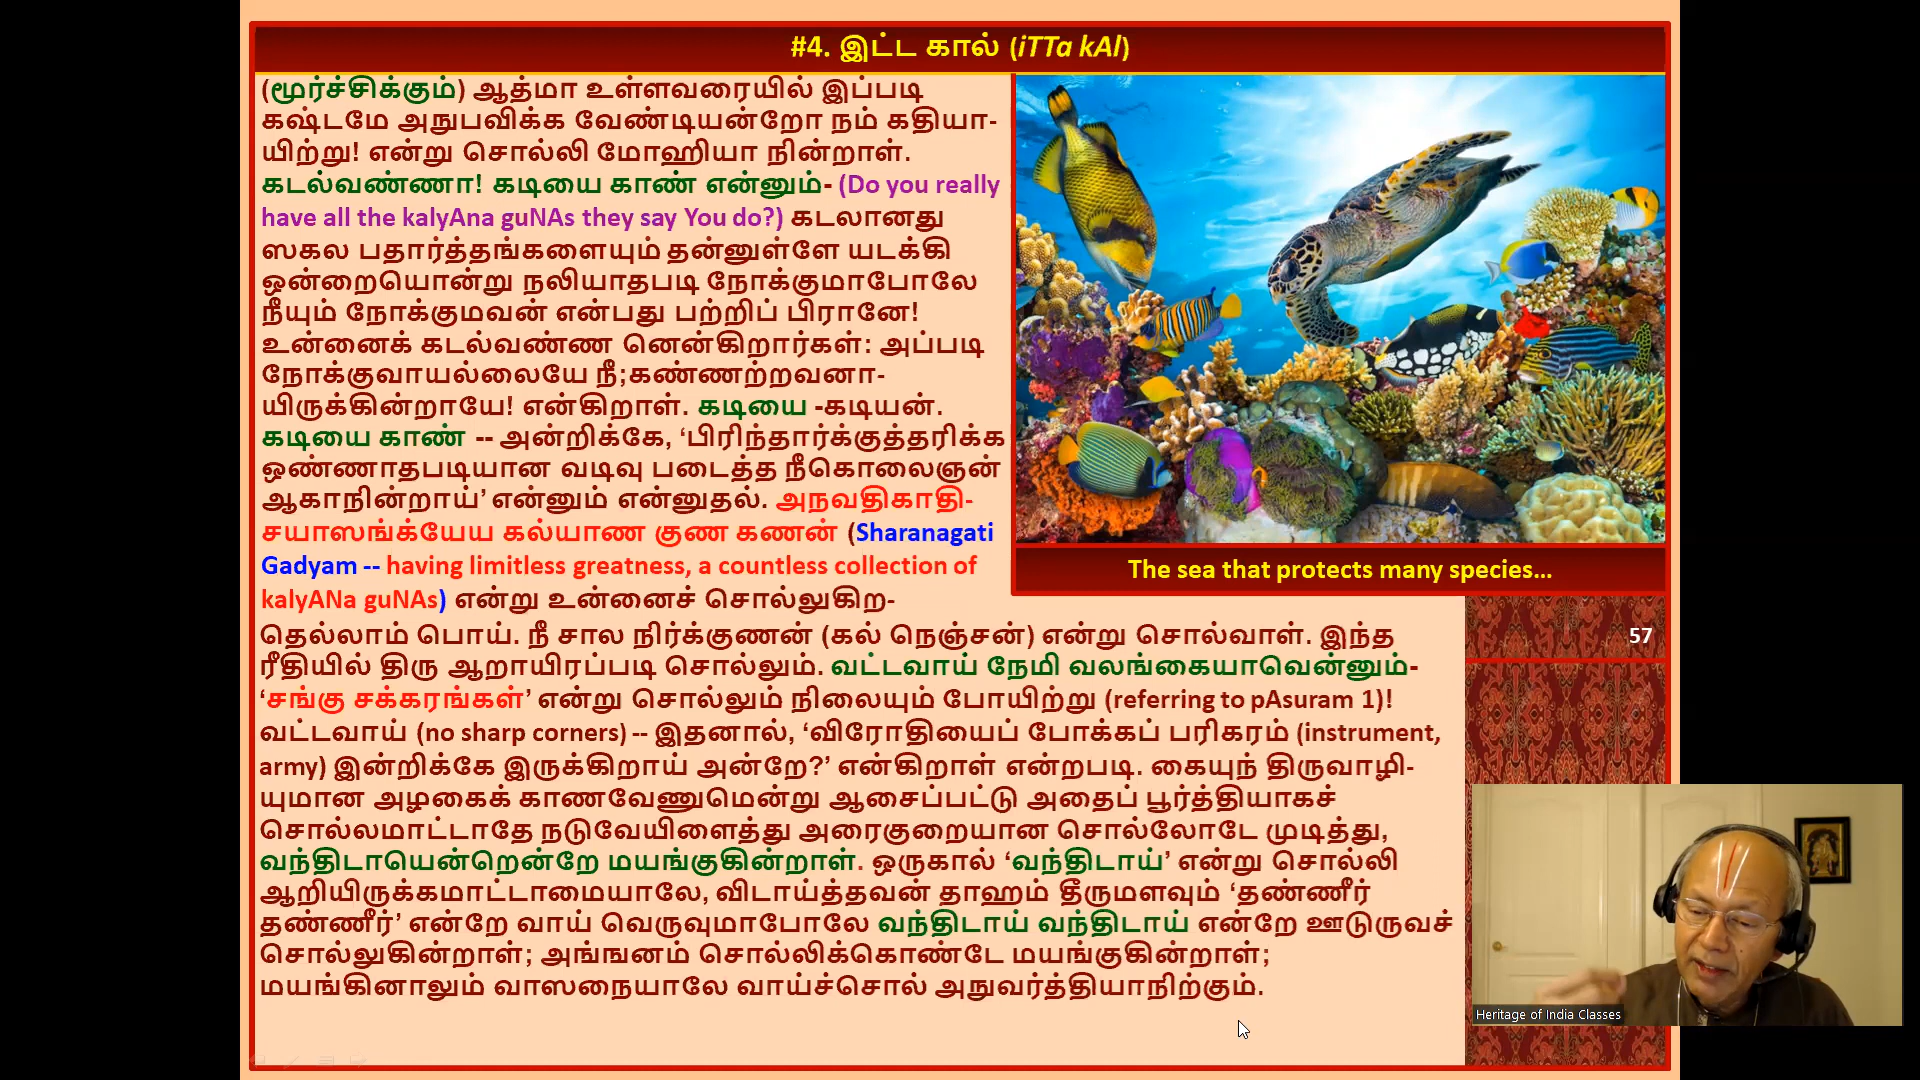 #4. இட்ட கால் (iTTa kAl)
(மூர்ச்சிக்கும்) ஆத்மா உள்ளவரையில் இப்படி
கஷ்டமே அநுபவிக்க வேண்டியன்றோ நம் கதியா-
யிற்று! என்று சொல்லி மோஹியா நின்றாள்.
கடல்வண்ணா! கடியை காண் என்னும்- (Do you really
have all the kalyAna guNAs they say You do?) கடலானது
ஸகல பதார்த்தங்களையும் தன்னுள்ளே யடக்கி
ஒன்றையொன்று நலியாதபடி நோக்குமாபோலே
நீயும் நோக்குமவன் என்பது பற்றிப் பிரானே!
உன்னைக் கடல்வண்ண னென்கிறார்கள்: அப்படி
நோக்குவாயல்லையே நீ;கண்ணற்றவனா-
யிருக்கின்றாயே! என்கிறாள். கடியை -கடியன்.
கடியை காண் -- அன்றிக்கே, ‘பிரிந்தார்க்குத்தரிக்க
ஒண்ணாதபடியான வடிவு படைத்த நீகொலைஞன்
ஆகாநின்றாய்’ என்னும் என்னுதல். அநவதிகாதி-
சயாஸங்க்யேய கல்யாண குண கணன் (Sharanagati
Gadyam -- having limitless greatness, a countless collection of
kalyANa guNAs) என்று உன்னைச் சொல்லுகிற-
தெல்லாம் பொய். நீ சால நிர்க்குணன் (கல் நெஞ்சன்) என்று சொல்வாள். இந்த
ரீதியில் திரு ஆறாயிரப்படி சொல்லும். வட்டவாய் நேமி வலங்கையாவென்னும்-
‘சங்கு சக்கரங்கள்’ என்று சொல்லும் நிலையும் போயிற்று (referring to pAsuram 1)!
வட்டவாய் (no sharp corners) -- இதனால், ‘விரோதியைப் போக்கப் பரிகரம் (instrument,
army) இன்றிக்கே இருக்கிறாய் அன்றே?’ என்கிறாள் என்றபடி. கையுந் திருவாழி-
யுமான அழகைக் காணவேணுமென்று ஆசைப்பட்டு அதைப் பூர்த்தியாகச்
சொல்லமாட்டாதே நடுவேயிளைத்து அரைகுறையான சொல்லோடே முடித்து,
வந்திடாயென்றென்றே மயங்குகின்றாள். ஒருகால் ‘வந்திடாய்’ என்று சொல்லி
ஆறியிருக்கமாட்டாமையாலே, விடாய்த்தவன் தாஹம் தீருமளவும் ‘தண்ணீர்
தண்ணீர்’ என்றே வாய் வெருவுமாபோலே வந்திடாய் வந்திடாய் என்றே ஊடுருவச்
சொல்லுகின்றாள்; அங்ஙனம் சொல்லிக்கொண்டே மயங்குகின்றாள்;
மயங்கினாலும் வாஸநையாலே வாய்ச்சொல் அநுவர்த்தியாநிற்கும்.
The sea that protects many species...
57
Heritage of India Classes